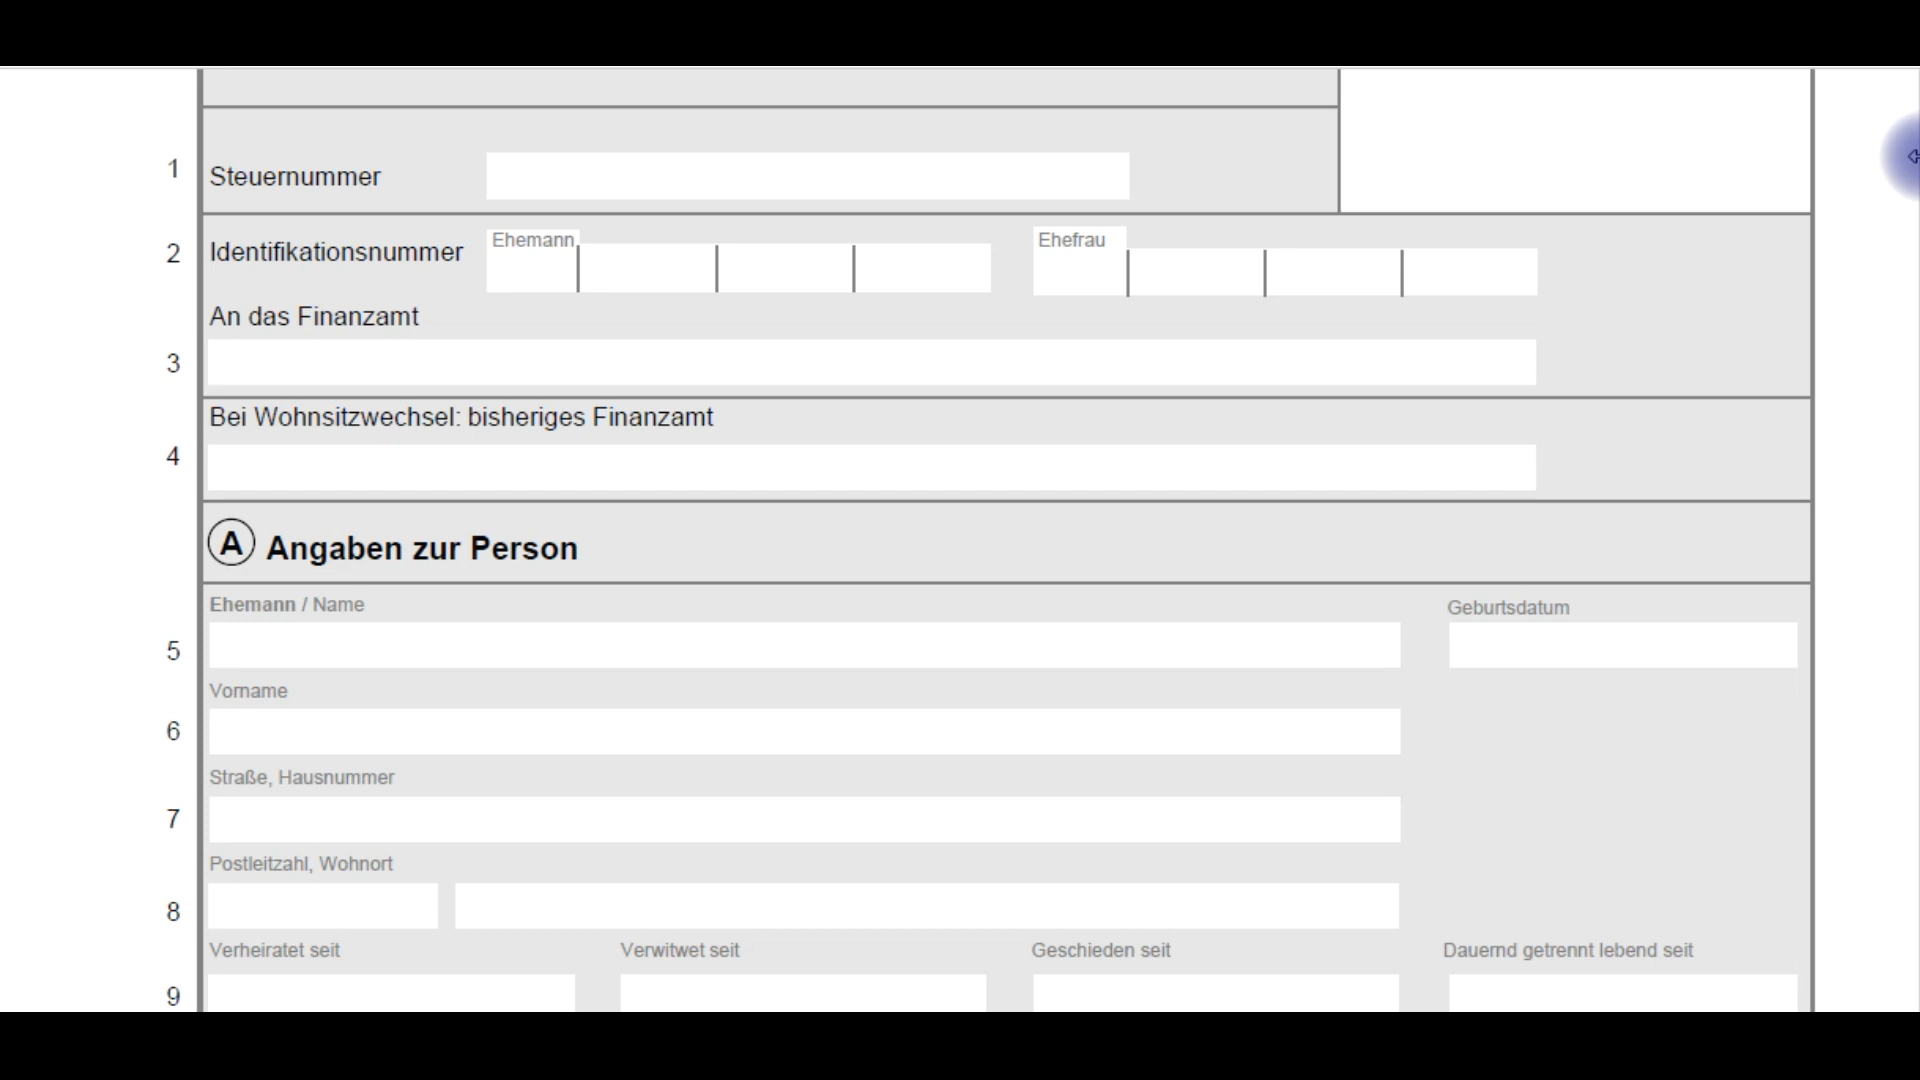 1 Steuernummer
Ehemann Ehefrau
2 Identifikationsnummer
An das Finanzamt
3
Bei Wohnsitzwechsel: bisheriges Finanzamt
4
A Angaben zur Person
Ehemann / Name Geburtsdatum
5
Vorname
6
Straße, Hausnummer
7
Postleitzahl, Wohnort
8
Verheiratet seit Verwitwet seit Geschieden seit Dauernd getrennt lebend seit
9